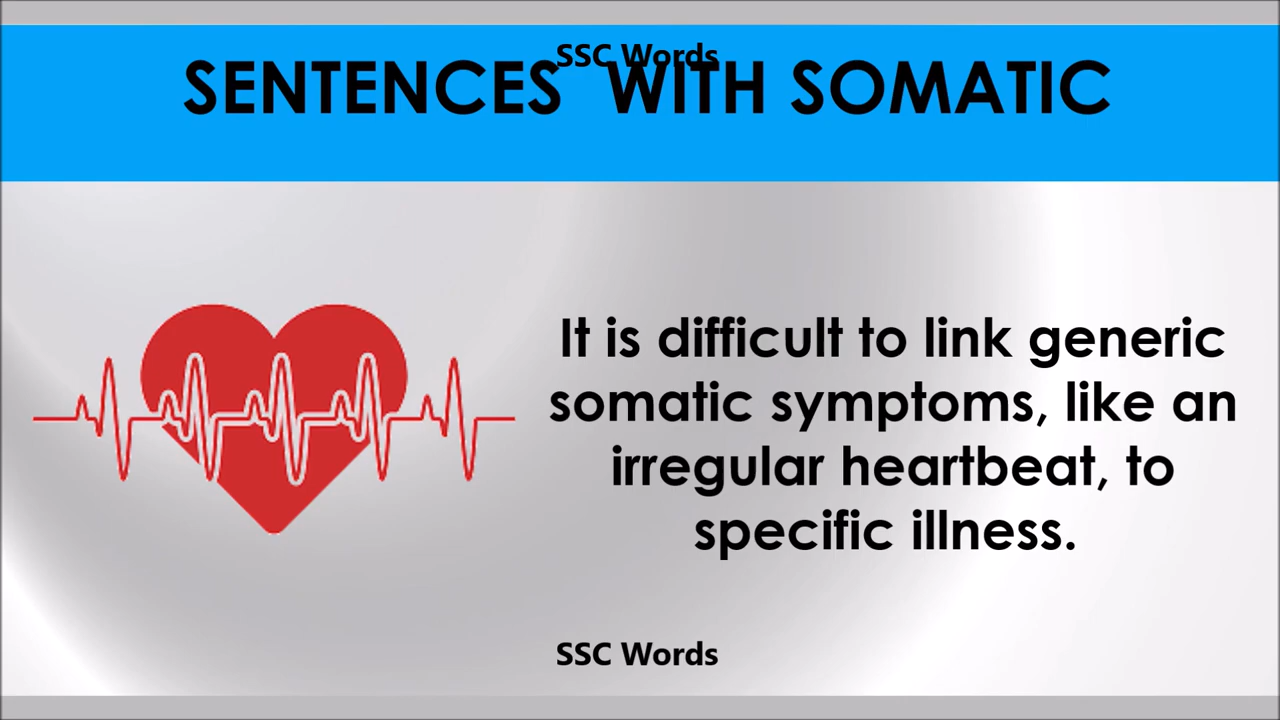 SSC Words
SENTENCES WITH SOMATIC
It is difficult to link generic
somatic symptoms, like an
irregular heartbeat, to
specific illness.
SSC Words